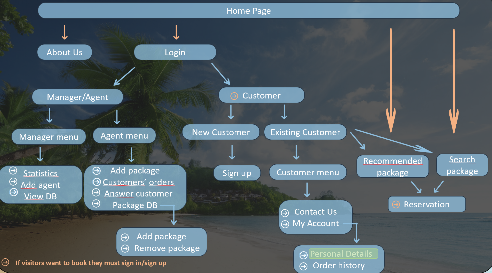 Home Page
About Us
Login
Manager/Agent
Customer
Manager menu
Agent menu
New Customer
Existing Customer
Recommended
package
Search
package
Statistics
Add agent
View DB
Add package
Customers' orders
Answer customer
Package DB
Sign up
Customer menu
Reservation
Contact Us
My Account
Add package
Remove package
Personal Details
Order history
If visitors want to book they must sign in/sign up